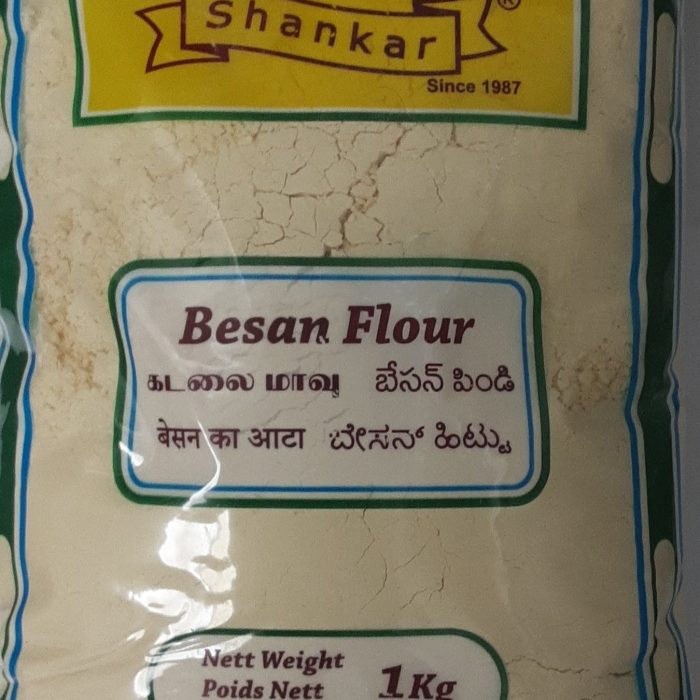 Shankar ®
Since 1987
Besan Flour
கடலை மாவு బేసన్ పిండి
बेसन का आटा ಬೇಸನ್ ಹಿಟ್ಟು
Nett Weight
Poids Nett
1Kg